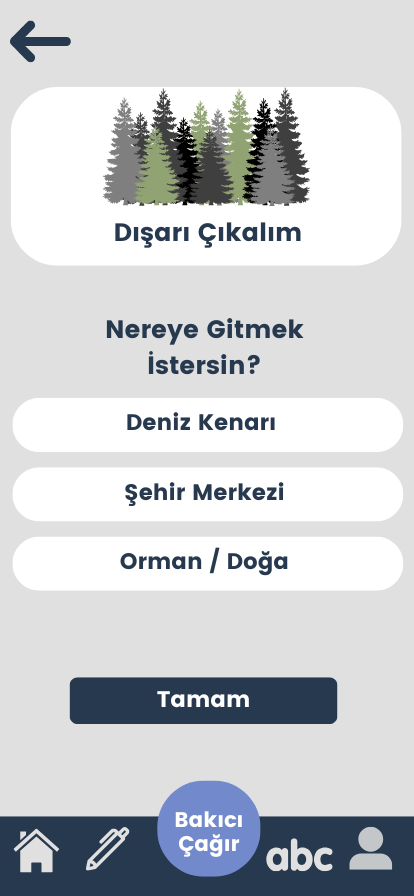 Dışarı Çıkalım
Nereye Gitmek
İstersin?
Deniz Kenarı
Şehir Merkezi
Orman / Doğa
Tamam
Bakıcı
Çağır
abc